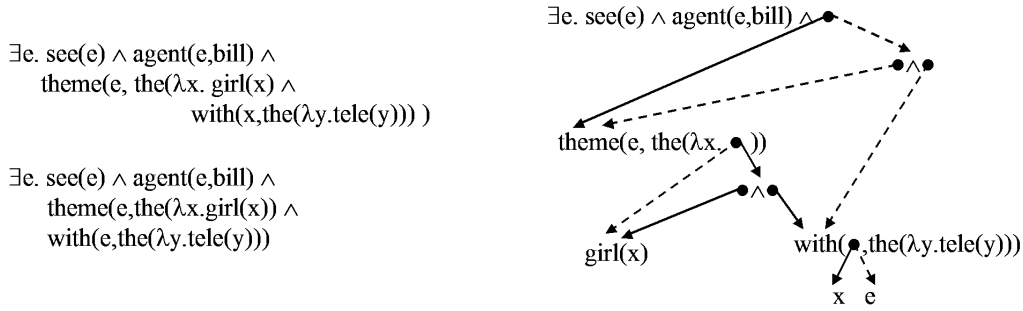 ∃e. see(e) ∧ agent(e,bill) ∧
theme(e, the(λx. girl(x) ∧
with(x,the(λy.tele(y))) )
∃e. see(e) ∧ agent(e,bill) ∧
theme(e,the(λx.girl(x)) ∧
with(e,the(λy.tele(y)))
∃e. see(e) ∧ agent(e,bill) ∧
∧
theme(e, the(λx. ))
∧
girl(x)
with( ,the(λy.tele(y)))
x e